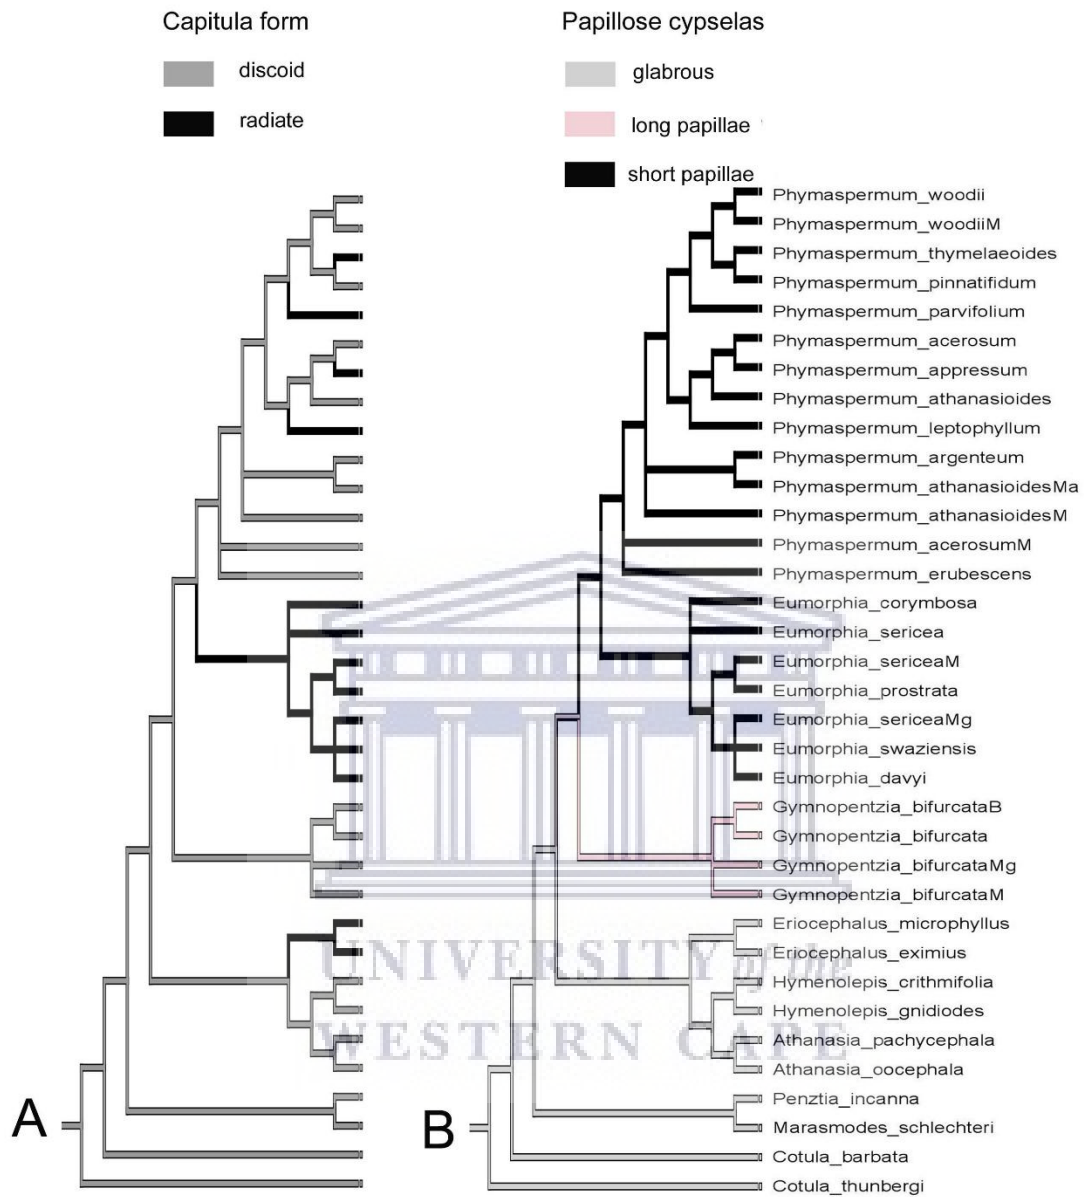 Capitula form
discoid
radiate
Papillose cypselas
glabrous
long papillae
short papillae
Phymaspermum_woodii
Phymaspermum_woodiiM
Phymaspermum_thymelaeoides
Phymaspermum_pinnatifidum
Phymaspermum_parvifolium
Phymaspermum_acerosum
Phymaspermum_appressum
Phymaspermum_athanasioides
Phymaspermum_leptophyllum
Phymaspermum_argenteum
Phymaspermum_athanasioidesMa
Phymaspermum_athanasioidesM
Phymaspermum_acerosumM
Phymaspermum_erubescens
Eumorphia_corymbosa
Eumorphia_sericea
Eumorphia_sericeaM
Eumorphia_prostrata
Eumorphia_sericeaMg
Eumorphia_swaziensis
Eumorphia_davyi
Gymnopentzia_bifurcataB
Gymnopentzia_bifurcata
Gymnopentzia_bifurcataMg
Gymnopentzia_bifurcataM
Eriocephalus_microphyllus
Eriocephalus_eximius
Hymenolepis_crithmifolia
Hymenolepis_gnidiodes
Athanasia_pachycephala
Athanasia_oocephala
Penztia_incanna
Marasmodes_schlechteri
Cotula_barbata
Cotula_thunbergi
A
B
UNIVERSITY of the
WESTERN CAPE